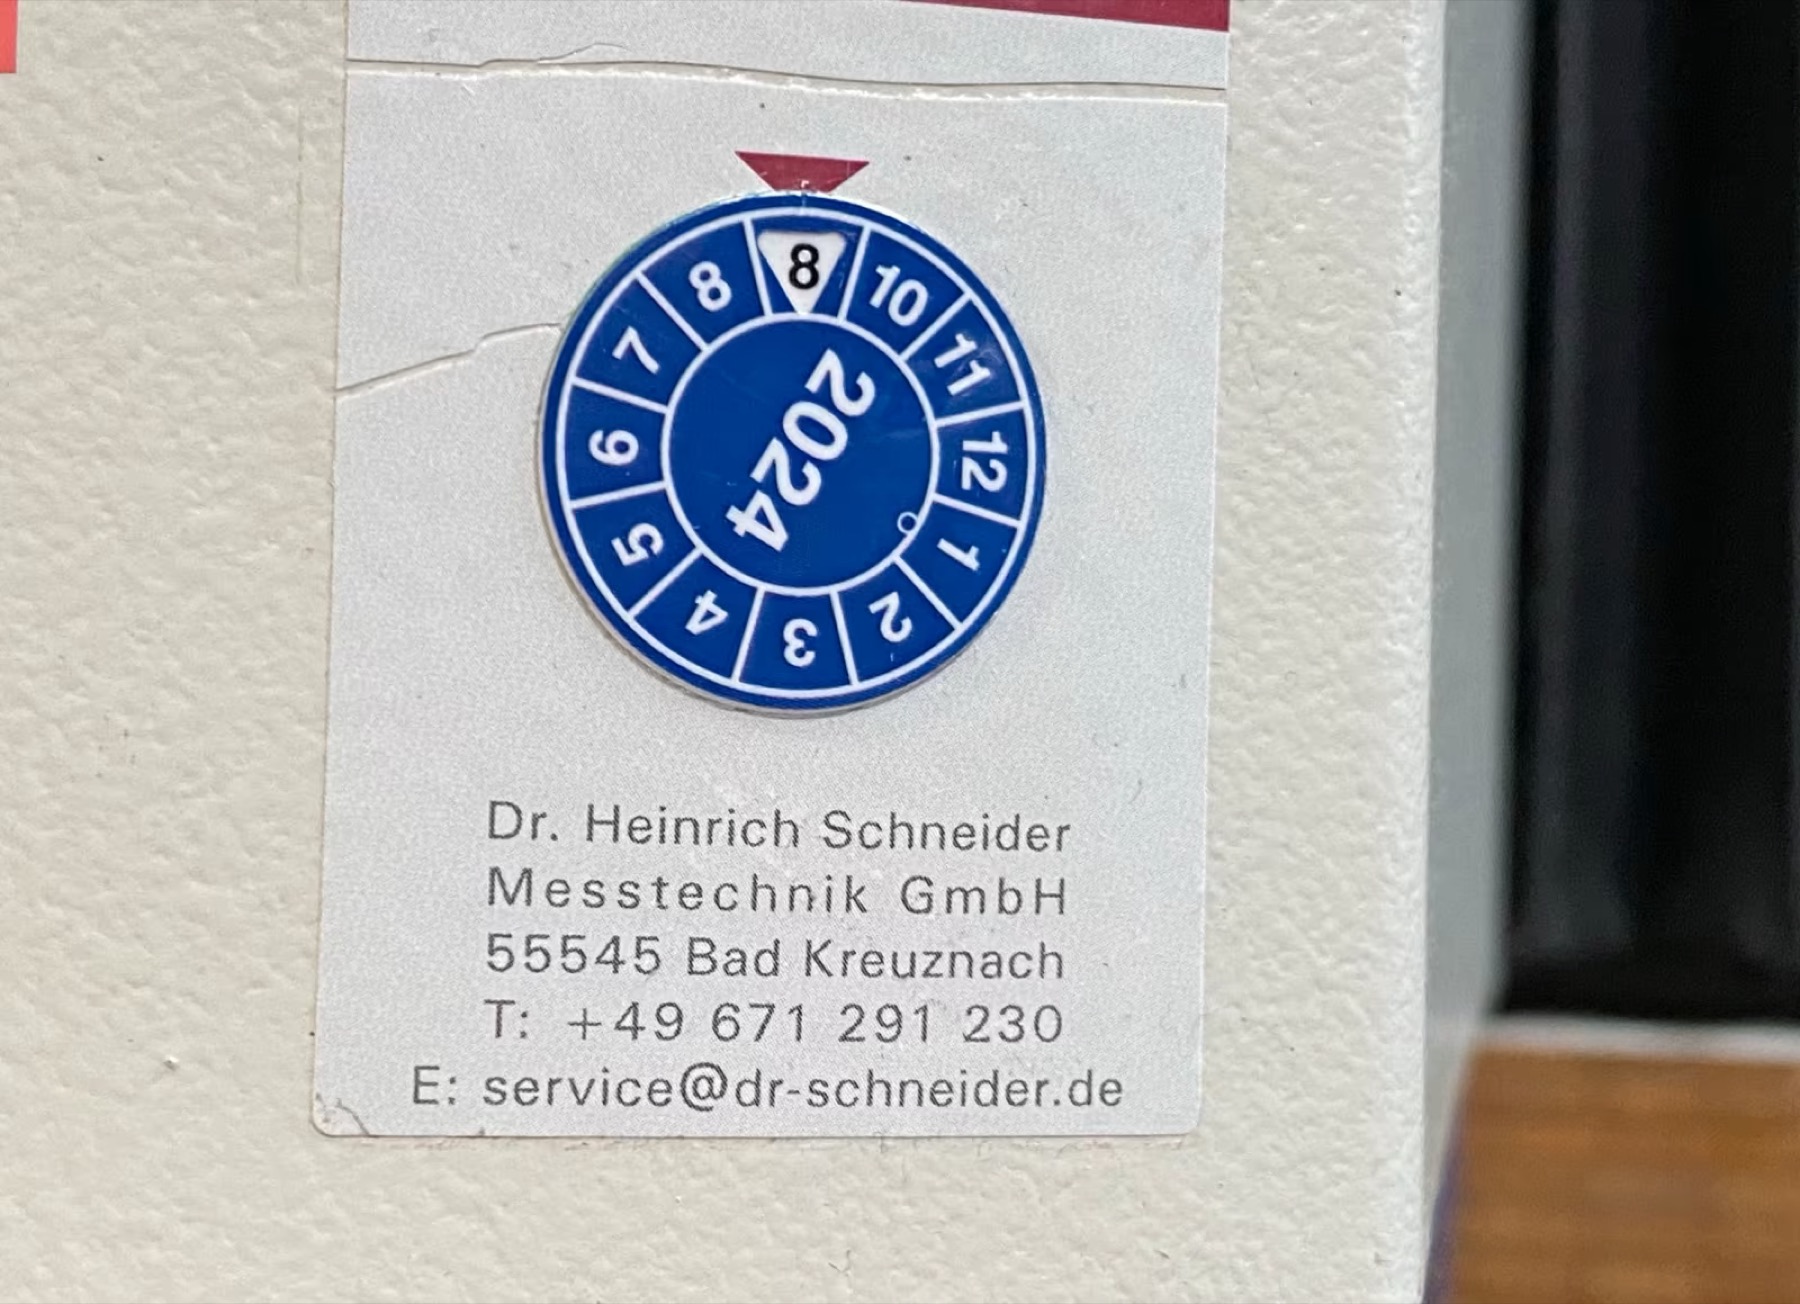 8
10
11
12
1
2
3
4
5
6
7
8
2024
Dr. Heinrich Schneider
Messtechnik GmbH
55545 Bad Kreuznach
T: +49 671 291 230
E: service@dr-schneider.de